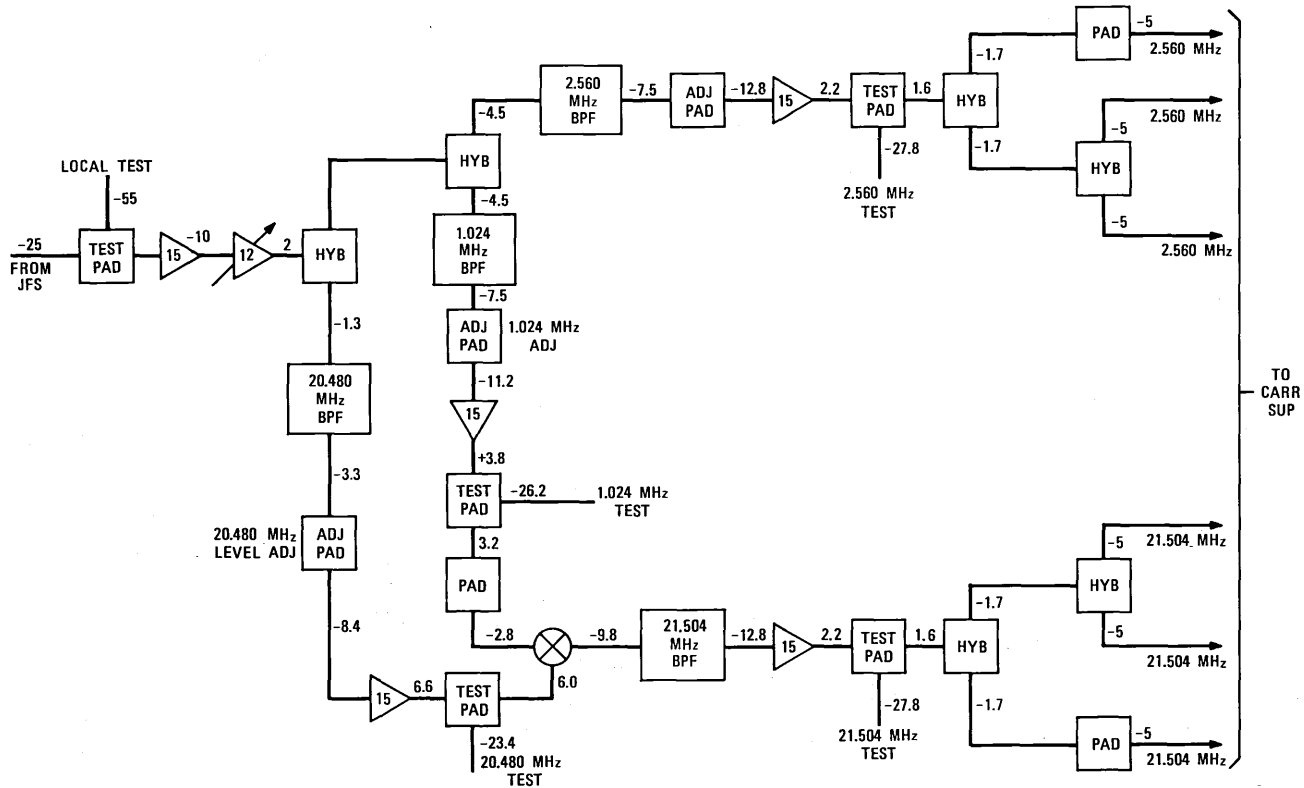 -5
PAD
2.560 MHz
-1.7
2.560
MHz
BPF
-7.5
ADJ
PAD
-12.8
15
2.2
TEST
PAD
1.6
HYB
-5
2.560 MHz
-4.5
-27.8
2.560 MHz
TEST
-1.7
HYB
-5
2.560 MHz
HYB
-4.5
LOCAL TEST
-55
-25
FROM
JFS
TEST
PAD
15
-10
12
2
HYB
1.024
MHz
BPF
-7.5
ADJ
PAD
1.024 MHz
ADJ
-11.2
15
+3.8
TEST
PAD
-26.2
1.024 MHz
TEST
3.2
PAD
-2.8
-1.3
20.480
MHz
BPF
-3.3
20.480 MHz
LEVEL ADJ
ADJ
PAD
-8.4
15
6.6
TEST
PAD
6.0
-23.4
20.480 MHz
TEST
-9.8
21.504
MHz
BPF
-12.8
15
2.2
TEST
PAD
1.6
HYB
-27.8
21.504 MHz
TEST
-1.7
HYB
-5
21.504 MHz
-5
21.504 MHz
-1.7
PAD
-5
21.504 MHz
TO
CARR
SUP